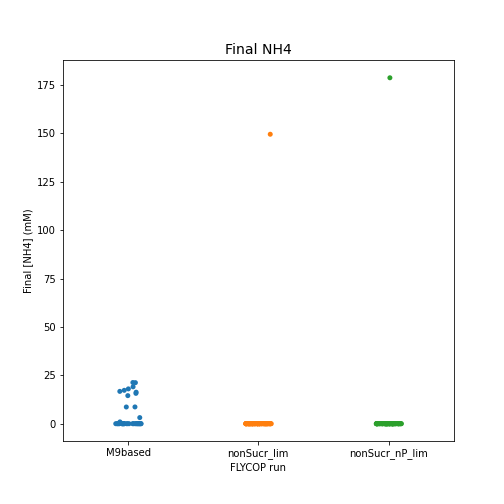 Final NH4
175
150
125
100
75
50
25
0
Final [NH4] (mM)
M9based
nonSucr_lim
nonSucr_nP_lim
FLYCOP run